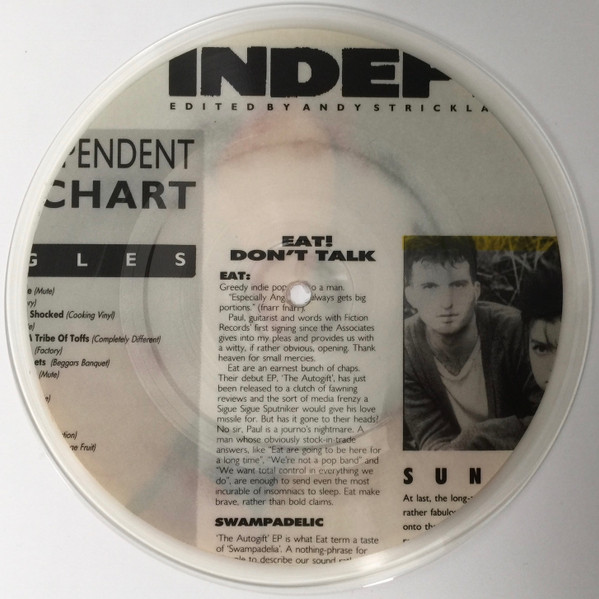 INDEP
EDITED BY ANDY STRICKLA
PENDENT
CHART
GLES
(Mute)
Shocked (Cooking Vinyl)
A Tribe Of Toffs (Completely Different)
(Factory)
ets (Beggars Banquet)
(Mute)
Fruit)
EAT!
DON'T TALK
EAT:
Greedy indie pop to a man.
"Especially Ang always gets big
portions." (fnarr fnarr).
Paul, guitarist and words with Fiction
Records' first signing since the Associates
gives into my pleas and provides us with
a witty, if rather obvious, opening. Thank
heaven for small mercies.
Eat are an earnest bunch of chaps.
Their debut EP, 'The Autogift', has just
been released to a clutch of fawning
reviews and the sort of media frenzy a
Sigue Sigue Sputniker would give his love
missile for. But has it gone to their heads?
No sir. Paul is a journo's nightmare. A
man whose obviously stock-in trade
answers, like "Eat are going to be here for
a long time", "We're not a pop band" and
"We want total control in everything we
do", are enough to send even the most
incurable of insomniacs to sleep. Eat make
brave, rather than bold claims.
SWAMPADELIC
'The Autogift' EP is what Eat term a taste
of 'Swampadelia'. A nothing-phrase for
to describe our sound
SUN
At last, the long-
rather fabulo
onto th